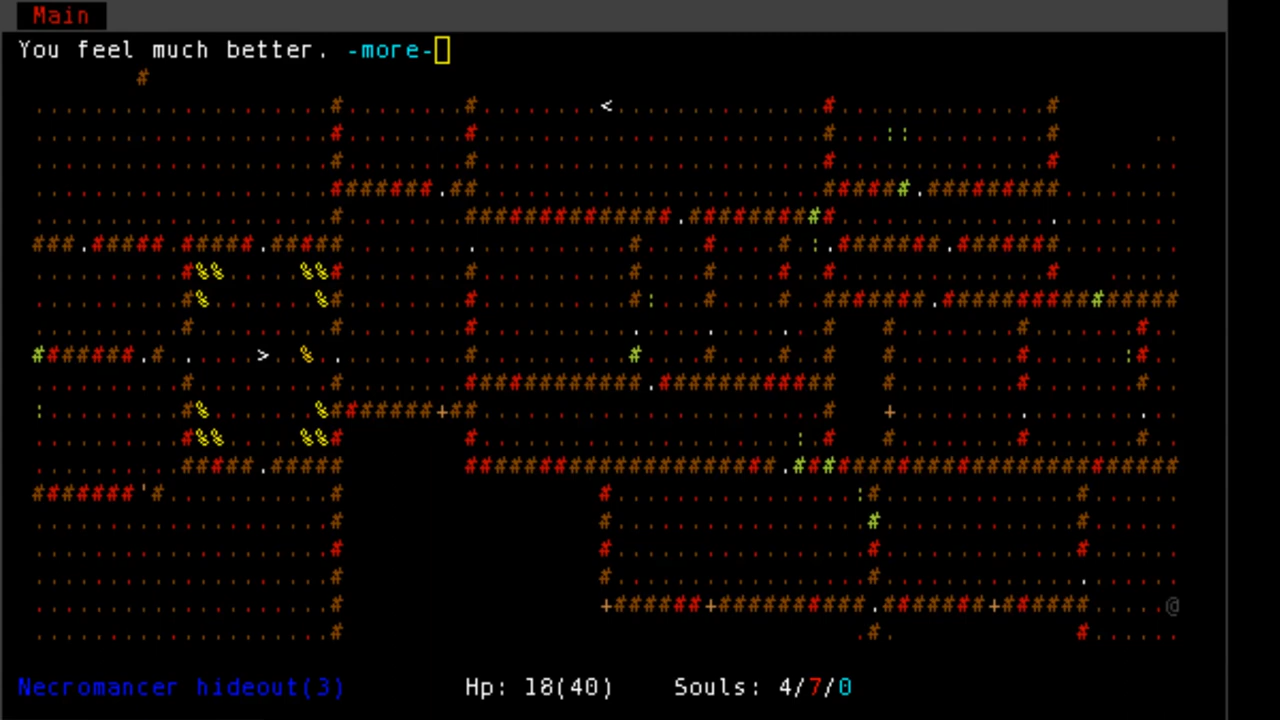 Main
You feel much better. -more-
Necromancer hideout(3) Hp: 18(40) Souls: 4/7/0